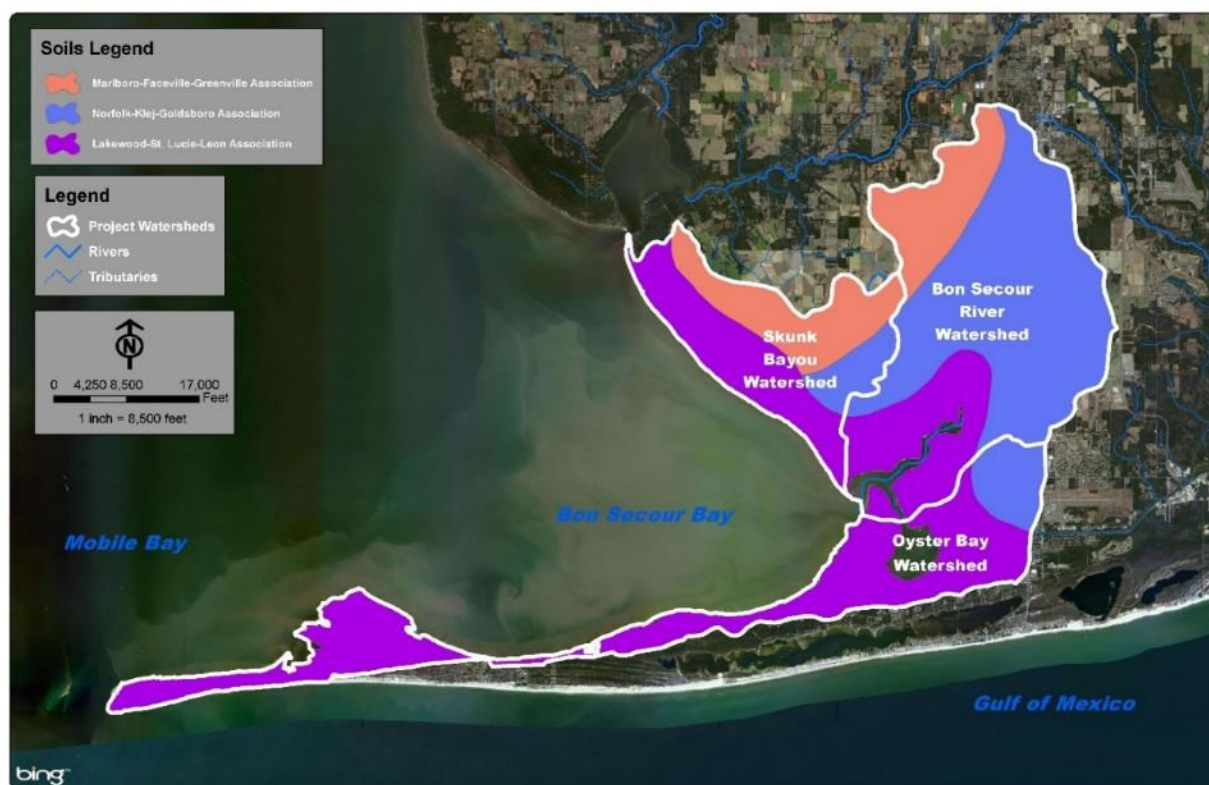 Soils Legend
Marlboro-Faceville-Greenville Association
Norfolk-Klej-Goldsboro Association
Lakewood-St. Lucie-Leon Association
Legend
Project Watersheds
Rivers
Tributaries
N
0 4,250 8,500 17,000
Feet
1 inch = 8,500 feet
Bon Secour
River
Watershed
Skunk
Bayou
Watershed
Bon Secour Bay
Mobile Bay
Oyster Bay
Watershed
Gulf of Mexico
bing